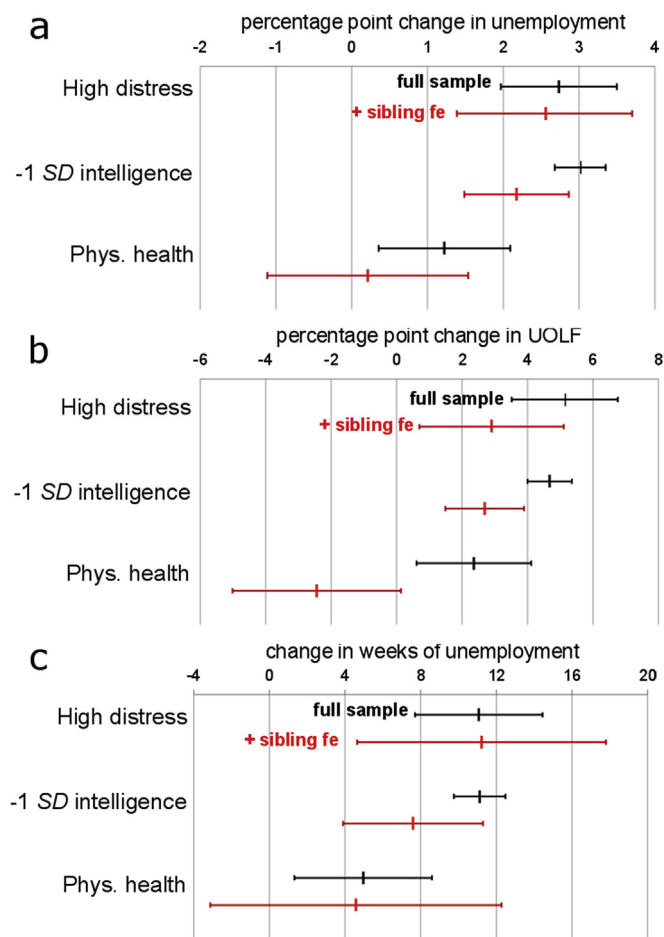 a
percentage point change in unemployment
-2 -1 0 1 2 3 4
High distress
full sample
+ sibling fe
-1 SD intelligence
Phys. health
b
percentage point change in UOLF
-6 -4 -2 0 2 4 6 8
High distress
full sample
+ sibling fe
-1 SD intelligence
Phys. health
c
change in weeks of unemployment
-4 0 4 8 12 16 20
High distress
full sample
+ sibling fe
-1 SD intelligence
Phys. health